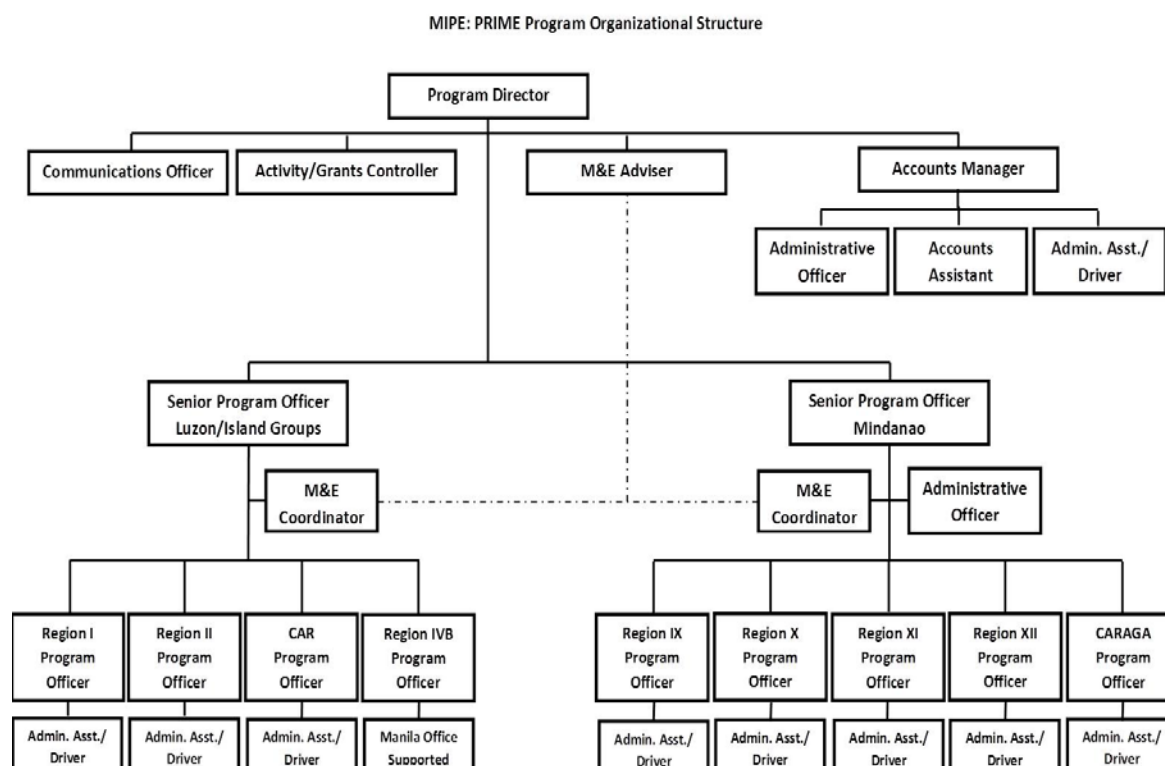 MIPE: PRIME Program Organizational Structure
Program Director
Communications Officer
Activity/Grants Controller
M&E Adviser
Accounts Manager
Administrative
Officer
Accounts
Assistant
Admin. Asst./
Driver
Senior Program Officer
Luzon/Island Groups
Senior Program Officer
Mindanao
M&E
Coordinator
M&E
Coordinator
Administrative
Officer
Region I
Program
Officer
Region II
Program
Officer
CAR
Program
Officer
Region IVB
Program
Officer
Region IX
Program
Officer
Region X
Program
Officer
Region XI
Program
Officer
Region XII
Program
Officer
CARAGA
Program
Officer
Admin. Asst./
Driver
Admin. Asst./
Driver
Admin. Asst./
Driver
Manila Office
Supported
Admin. Asst./
Driver
Admin. Asst./
Driver
Admin. Asst./
Driver
Admin. Asst./
Driver
Admin. Asst./
Driver